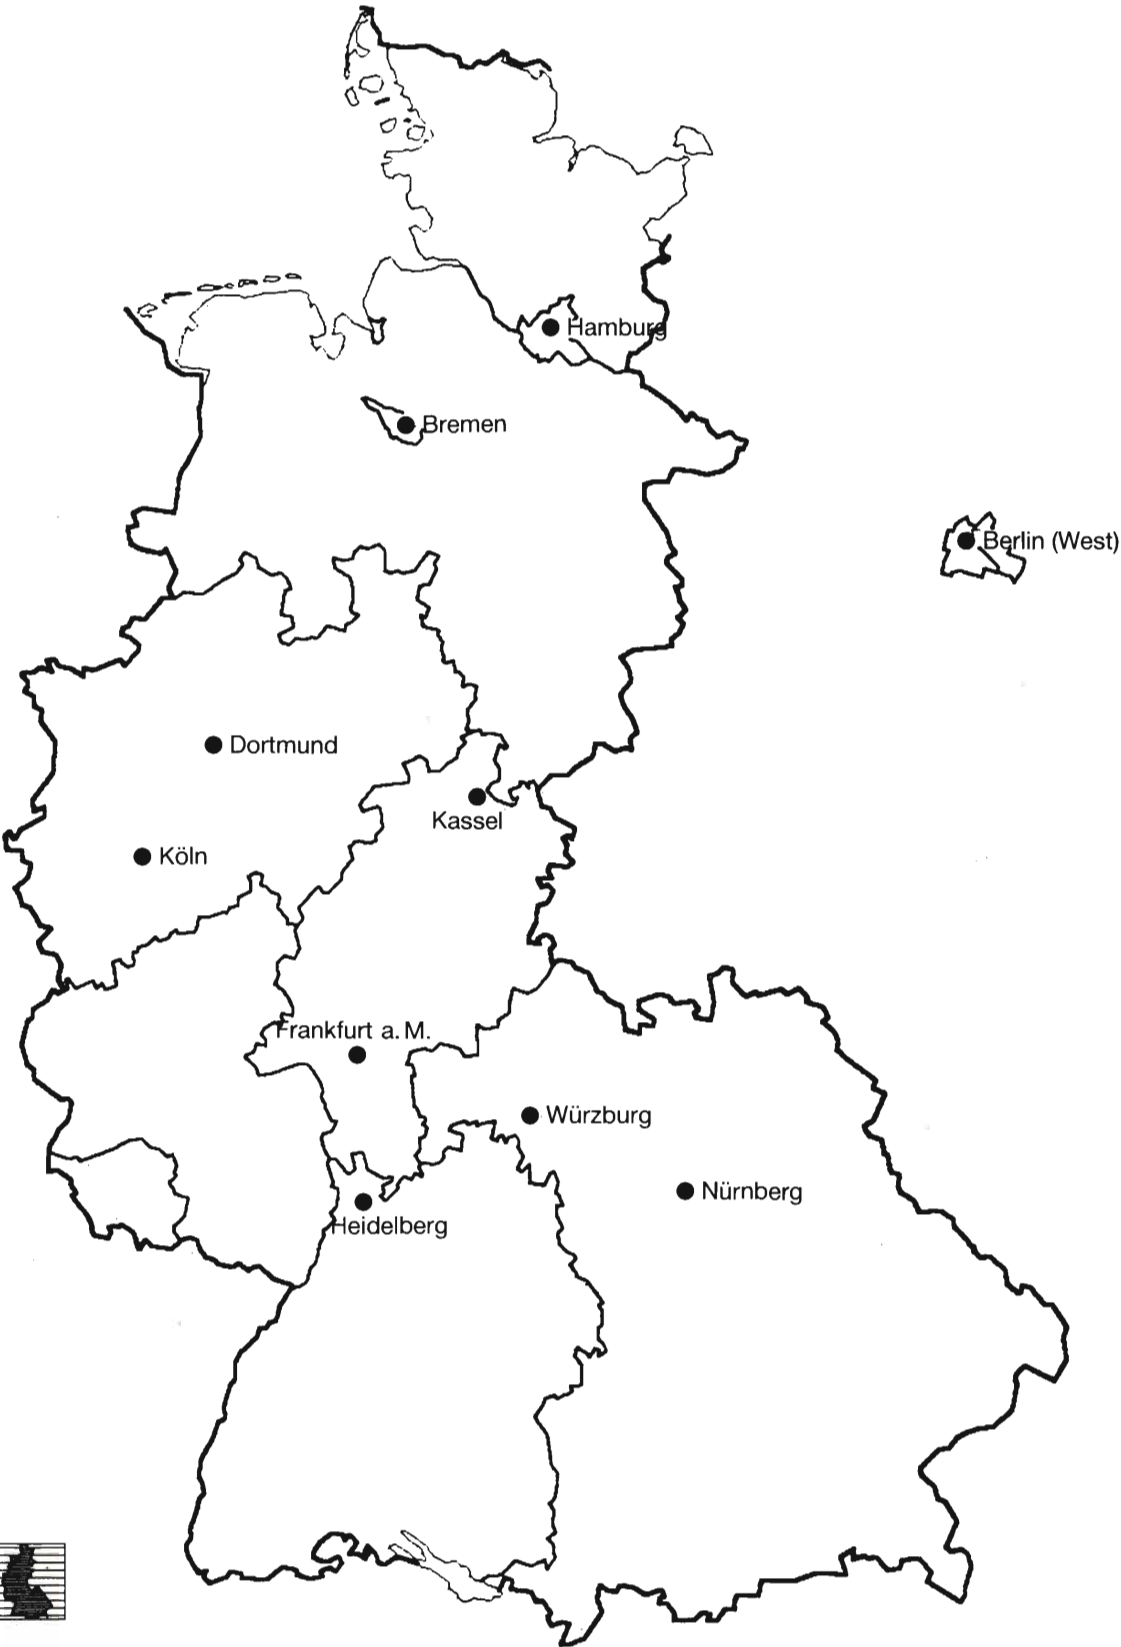 Hamburg
Bremen
Berlin (West)
Dortmund
Kassel
Köln
Frankfurt a. M.
Würzburg
Nürnberg
Heidelberg